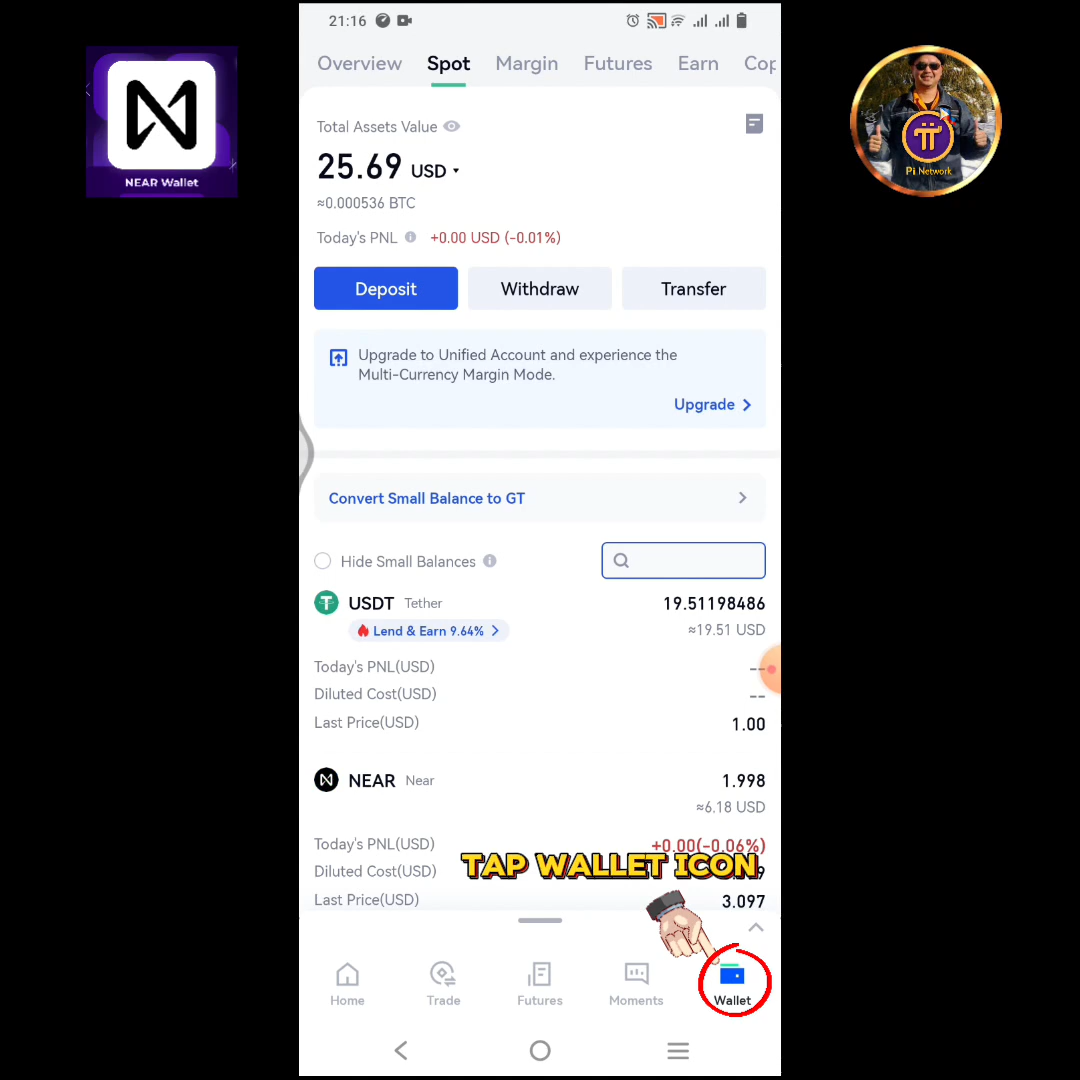 21:16
Overview Spot Margin Futures Earn Cop
NEAR Wallet
Pi Network
Total Assets Value
25.69 USD
≈0.000536 BTC
Today's PNL +0.00 USD (-0.01%)
Deposit Withdraw Transfer
Upgrade to Unified Account and experience the
Multi-Currency Margin Mode.
Upgrade
Convert Small Balance to GT
Hide Small Balances
USDT Tether 19.51198486
Lend & Earn 9.64% ≈19.51 USD
Today's PNL(USD) --
Diluted Cost(USD) --
Last Price(USD) 1.00
NEAR Near 1.998
≈6.18 USD
Today's PNL(USD) +0.00(-0.06%)
TAP WALLET ICON
Diluted Cost(USD)
Last Price(USD) 3.097
Home Trade Futures Moments Wallet